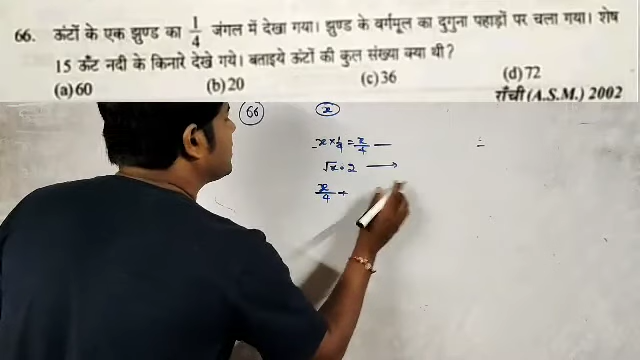 66. ऊंटों के एक झुण्ड का 1/4 जंगल में देखा गया। झुण्ड के वर्गमूल का दुगुना पहाड़ों पर चला गया। शेष
15 ऊँट नदी के किनारे देखे गये। बताइये ऊंटों की कुल संख्या क्या थी?
(a) 60 (b) 20 (c) 36 (d) 72
राँची (A.S.M.) 2002
66 x
x × 1/4 = x/4 —
√x · 2 →
x/4 +